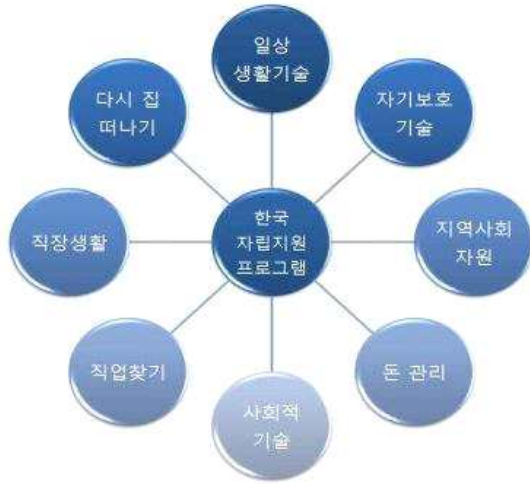 일상
생활기술
자기보호
기술
지역사회
자원
돈 관리
사회적
기술
직업찾기
직장생활
다시 집
떠나기
한국
자립지원
프로그램